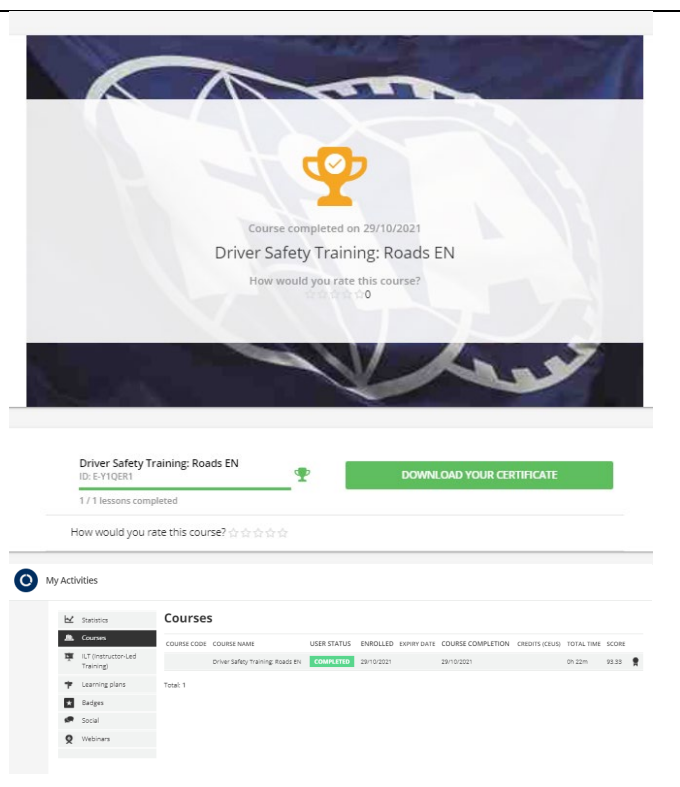 FIA
Course completed on 29/10/2021
Driver Safety Training: Roads EN
How would you rate this course?
0
Driver Safety Training: Roads EN
ID: E-Y1QER1
1 / 1 lessons completed
DOWNLOAD YOUR CERTIFICATE
How would you rate this course?
My Activities
Statistics
Courses
ILT (Instructor-Led
Training)
Learning plans
Badges
Social
Webinars
Courses
COURSE CODE COURSE NAME USER STATUS ENROLLED EXPIRY DATE COURSE COMPLETION CREDITS (CEUS) TOTAL TIME SCORE
Driver Safety Training: Roads EN COMPLETED 29/10/2021 29/10/2021 0h 22m 93.33
Total: 1